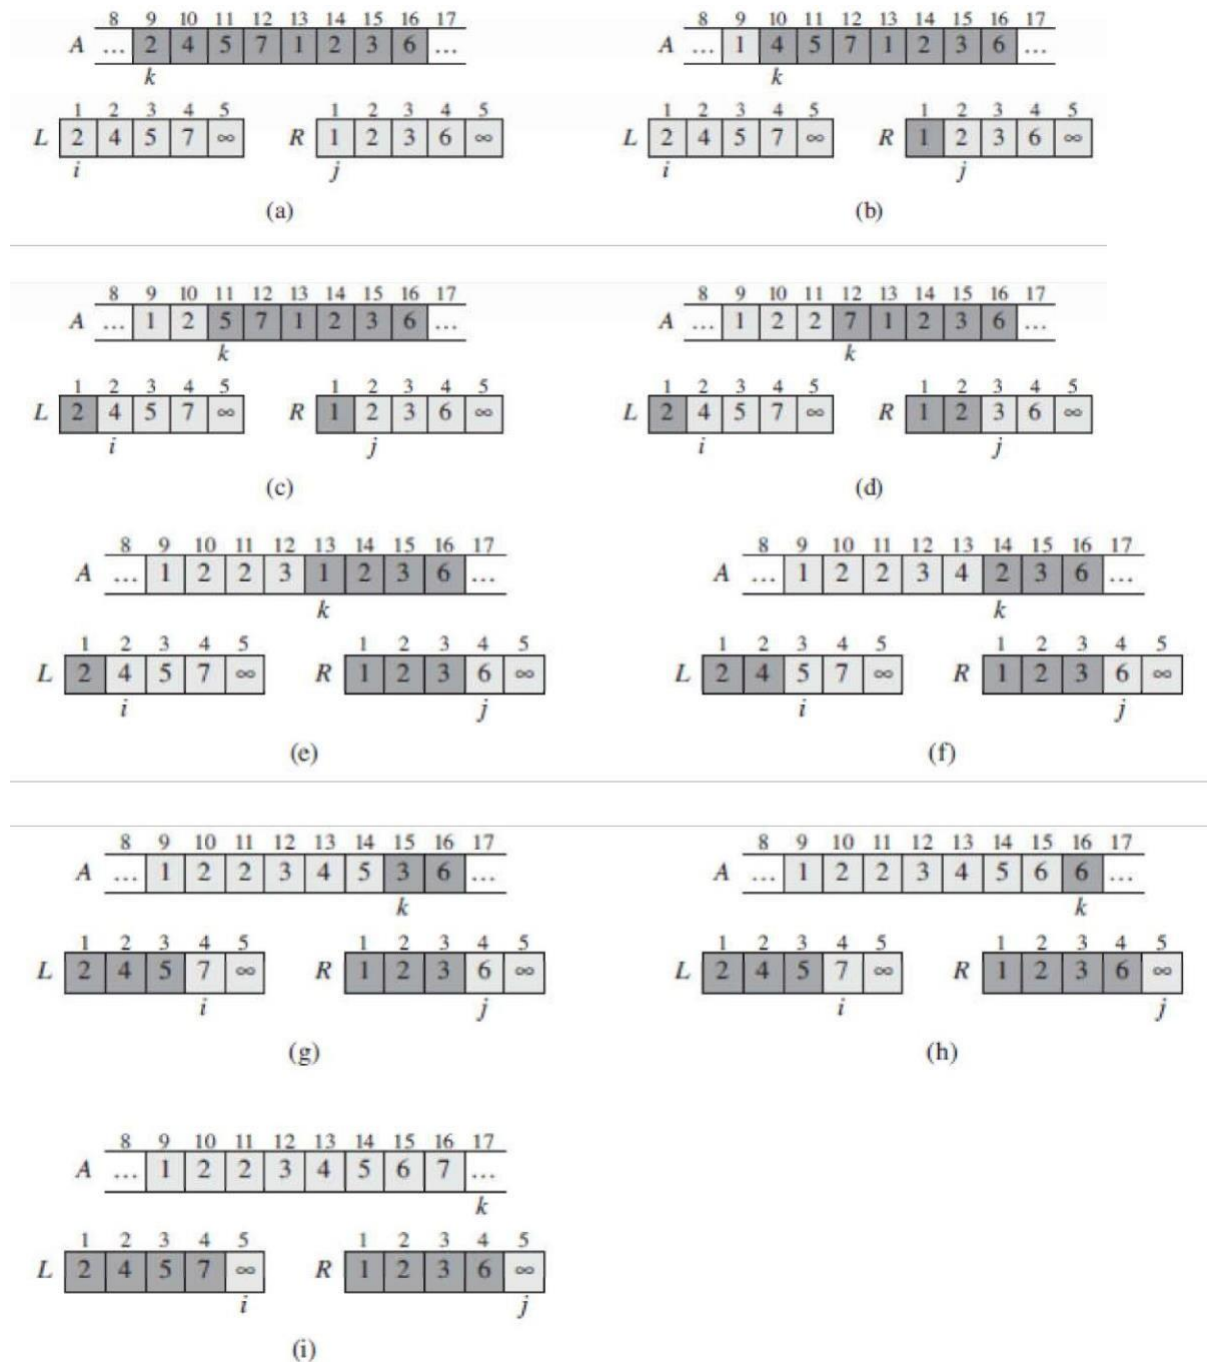 8 9 10 11 12 13 14 15 16 17
A ... 2 4 5 7 1 2 3 6 ...
k
1 2 3 4 5
L 2 4 5 7 ∞
i
1 2 3 4 5
R 1 2 3 6 ∞
j
(a)
8 9 10 11 12 13 14 15 16 17
A ... 1 4 5 7 1 2 3 6 ...
k
1 2 3 4 5
L 2 4 5 7 ∞
i
1 2 3 4 5
R 1 2 3 6 ∞
j
(b)
8 9 10 11 12 13 14 15 16 17
A ... 1 2 5 7 1 2 3 6 ...
k
1 2 3 4 5
L 2 4 5 7 ∞
i
1 2 3 4 5
R 1 2 3 6 ∞
j
(c)
8 9 10 11 12 13 14 15 16 17
A ... 1 2 2 7 1 2 3 6 ...
k
1 2 3 4 5
L 2 4 5 7 ∞
i
1 2 3 4 5
R 1 2 3 6 ∞
j
(d)
8 9 10 11 12 13 14 15 16 17
A ... 1 2 2 3 1 2 3 6 ...
k
1 2 3 4 5
L 2 4 5 7 ∞
i
1 2 3 4 5
R 1 2 3 6 ∞
j
(e)
8 9 10 11 12 13 14 15 16 17
A ... 1 2 2 3 4 2 3 6 ...
k
1 2 3 4 5
L 2 4 5 7 ∞
i
1 2 3 4 5
R 1 2 3 6 ∞
j
(f)
8 9 10 11 12 13 14 15 16 17
A ... 1 2 2 3 4 5 3 6 ...
k
1 2 3 4 5
L 2 4 5 7 ∞
i
1 2 3 4 5
R 1 2 3 6 ∞
j
(g)
8 9 10 11 12 13 14 15 16 17
A ... 1 2 2 3 4 5 6 6 ...
k
1 2 3 4 5
L 2 4 5 7 ∞
i
1 2 3 4 5
R 1 2 3 6 ∞
j
(h)
8 9 10 11 12 13 14 15 16 17
A ... 1 2 2 3 4 5 6 7 ...
k
1 2 3 4 5
L 2 4 5 7 ∞
i
1 2 3 4 5
R 1 2 3 6 ∞
j
(i)